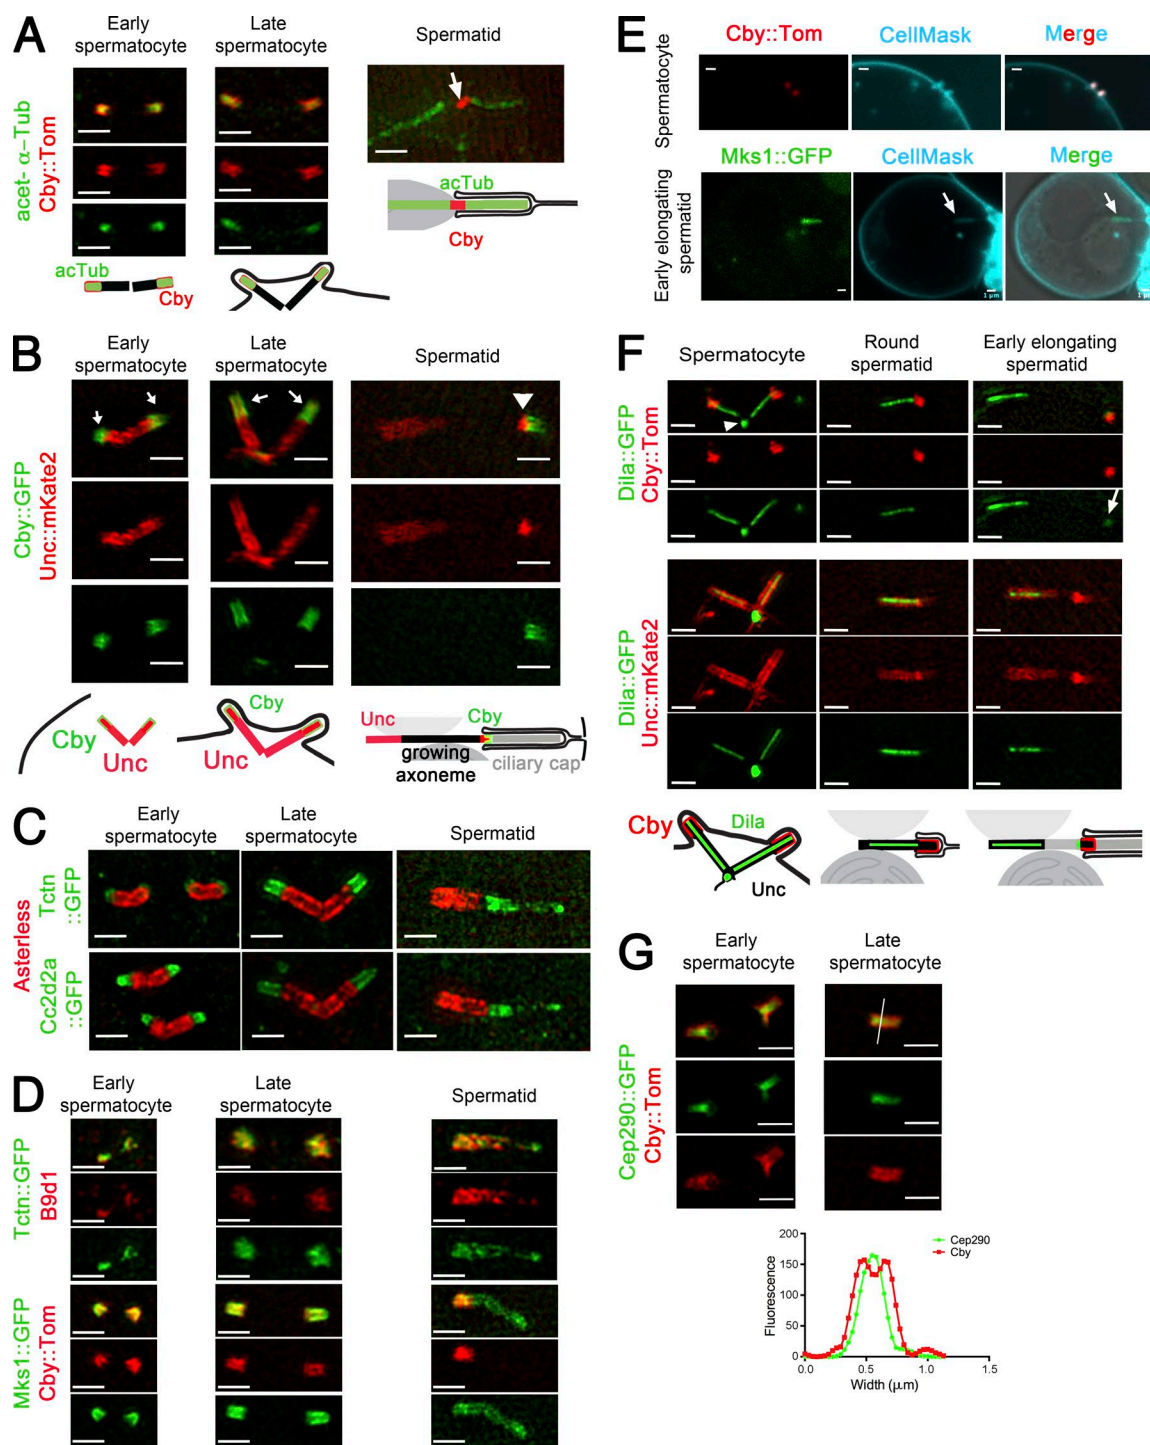 A
Early
spermatocyte
Late
spermatocyte
Spermatid
acet- α–Tub
Cby::Tom
acTub
Cby
acTub
Cby
B
Early
spermatocyte
Late
spermatocyte
Spermatid
Cby::GFP
Unc::mKate2
Cby
Unc
Cby
Unc
Unc
Cby
growing
axoneme
ciliary cap
C
Early
spermatocyte
Late
spermatocyte
Spermatid
Asterless
Tctn
::GFP
Cc2d2a
::GFP
D
Early
spermatocyte
Late
spermatocyte
Spermatid
Tctn::GFP
B9d1
Mks1::GFP
Cby::Tom
E
Cby::Tom
CellMask
Merge
Spermatocyte
Mks1::GFP
CellMask
Merge
Early elongating
spermatid
1 µm
1 µm
F
Spermatocyte
Round
spermatid
Early elongating
spermatid
Dila::GFP
Cby::Tom
Dila::GFP
Unc::mKate2
Cby
Dila
Unc
G
Early
spermatocyte
Late
spermatocyte
Cep290::GFP
Cby::Tom
Fluorescence
200
150
100
50
0
0.0
0.5
1.0
1.5
Width (µm)
Cep290
Cby